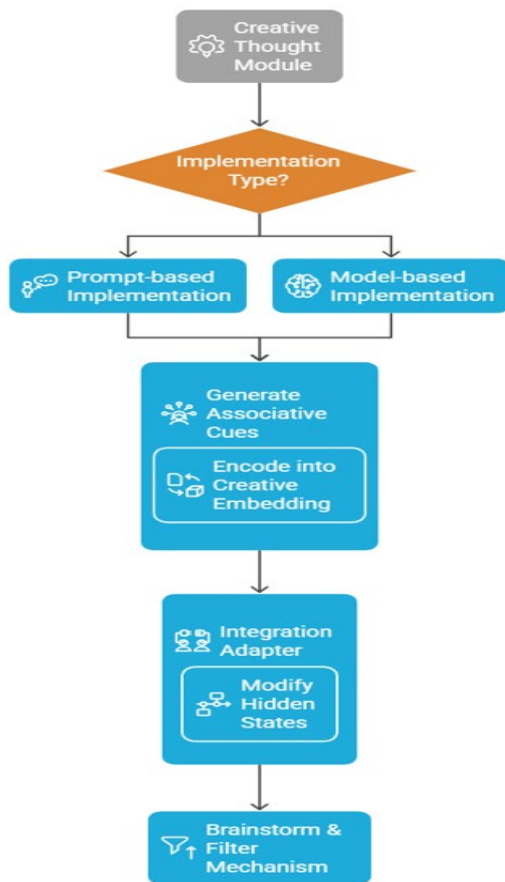 Creative
Thought
Module
Implementation
Type?
Prompt-based
Implementation
Model-based
Implementation
Generate
Associative
Cues
Encode into
Creative
Embedding
Integration
Adapter
Modify
Hidden
States
Brainstorm &
Filter
Mechanism